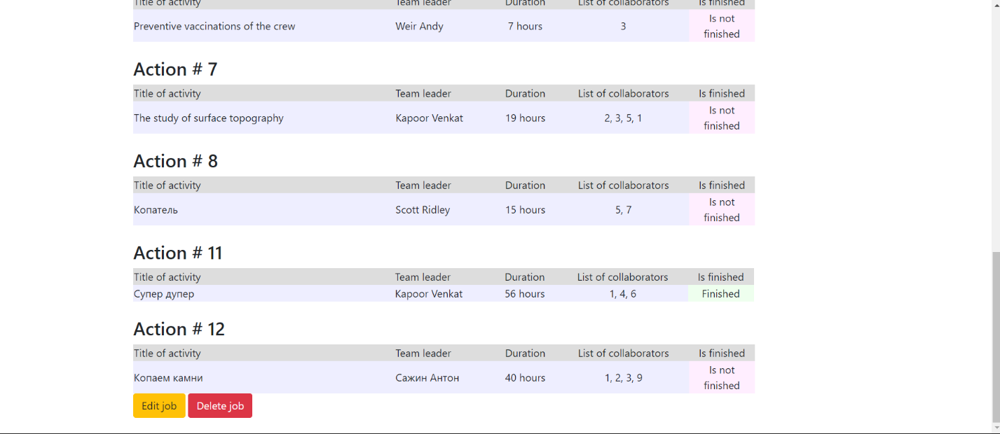 Title of activity Team leader Duration List of collaborators Is finished
Preventive vaccinations of the crew Weir Andy 7 hours 3 Is not
finished
Action # 7
Title of activity Team leader Duration List of collaborators Is finished
The study of surface topography Kapoor Venkat 19 hours 2, 3, 5, 1 Is not
finished
Action # 8
Title of activity Team leader Duration List of collaborators Is finished
Копатель Scott Ridley 15 hours 5, 7 Is not
finished
Action # 11
Title of activity Team leader Duration List of collaborators Is finished
Супер дупер Kapoor Venkat 56 hours 1, 4, 6 Finished
Action # 12
Title of activity Team leader Duration List of collaborators Is finished
Копаем камни Сажин Антон 40 hours 1, 2, 3, 9 Is not
finished
Edit job Delete job